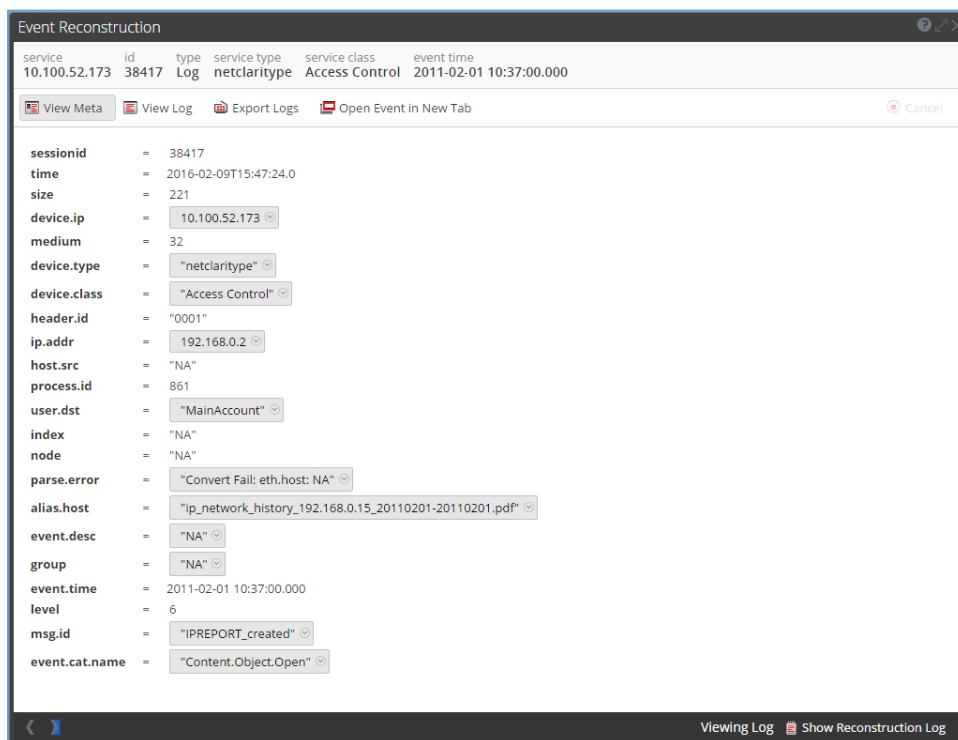 Event Reconstruction
service id type service type service class event time
10.100.52.173 38417 Log netclaritype Access Control 2011-02-01 10:37:00.000
View Meta View Log Export Logs Open Event in New Tab Cancel
sessionid = 38417
time = 2016-02-09T15:47:24.0
size = 221
device.ip = 10.100.52.173
medium = 32
device.type = "netclaritype"
device.class = "Access Control"
header.id = "0001"
ip.addr = 192.168.0.2
host.src = "NA"
process.id = 861
user.dst = "MainAccount"
index = "NA"
node = "NA"
parse.error = "Convert Fail: eth.host: NA"
alias.host = "ip_network_history_192.168.0.15_20110201-20110201.pdf"
event.desc = "NA"
group = "NA"
event.time = 2011-02-01 10:37:00.000
level = 6
msg.id = "IPREPORT_created"
event.cat.name = "Content.Object.Open"
Viewing Log Show Reconstruction Log